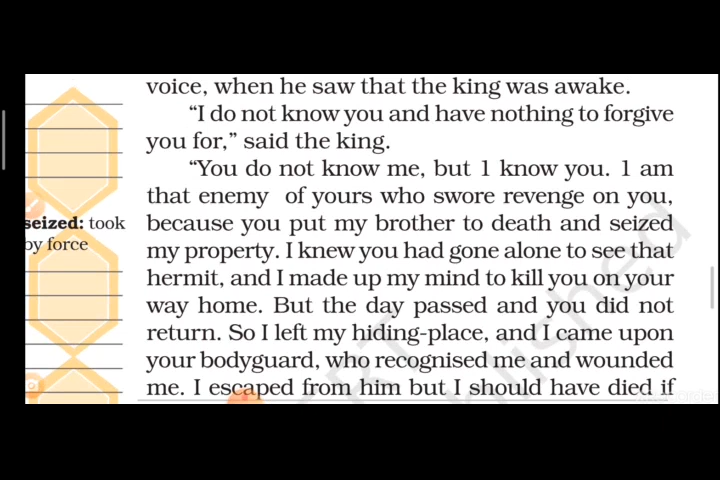 voice, when he saw that the king was awake.
“I do not know you and have nothing to forgive
you for,” said the king.
“You do not know me, but 1 know you. 1 am
that enemy of yours who swore revenge on you,
because you put my brother to death and seized
my property. I knew you had gone alone to see that
hermit, and I made up my mind to kill you on your
way home. But the day passed and you did not
return. So I left my hiding-place, and I came upon
your bodyguard, who recognised me and wounded
me. I escaped from him but I should have died if
seized: took
by force